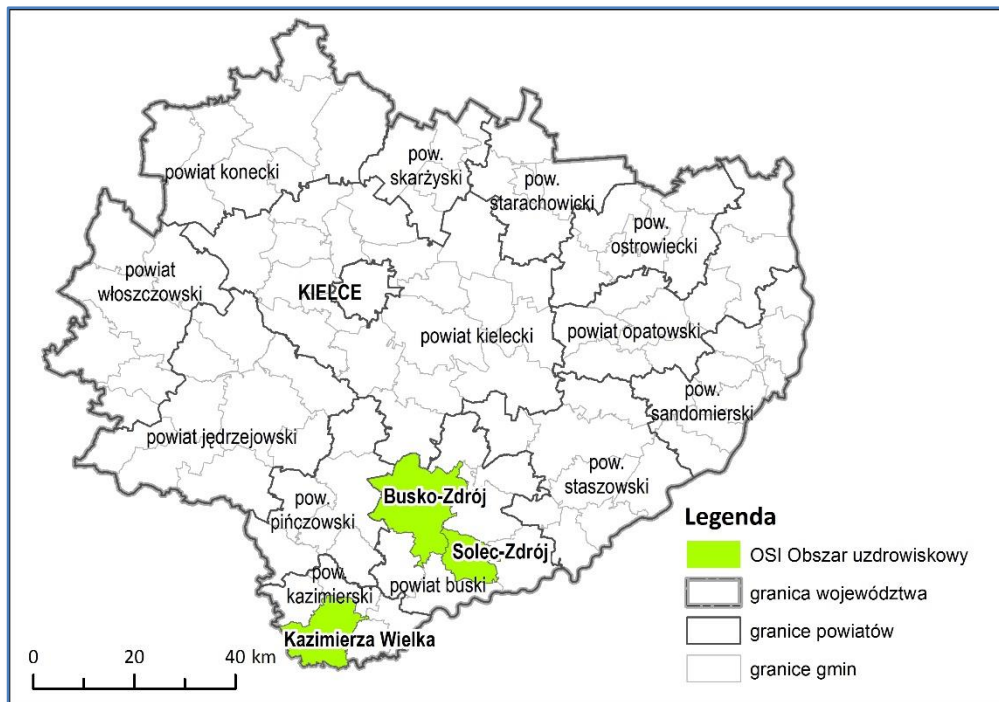 powiat konecki
pow.
skarżyski
pow.
starachowicki
pow.
ostrowiecki
powiat
włoszczowski
KIELCE
powiat kielecki
powiat opatowski
pow.
sandomierski
powiat jędrzejowski
pow.
staszowski
Busko-Zdrój
pow.
pińczowski
Solec-Zdrój
powiat buski
pow.
kazimierski
Kazimierza Wielka
0 20 40 km
Legenda
OSI Obszar uzdrowiskowy
granica województwa
granice powiatów
granice gmin